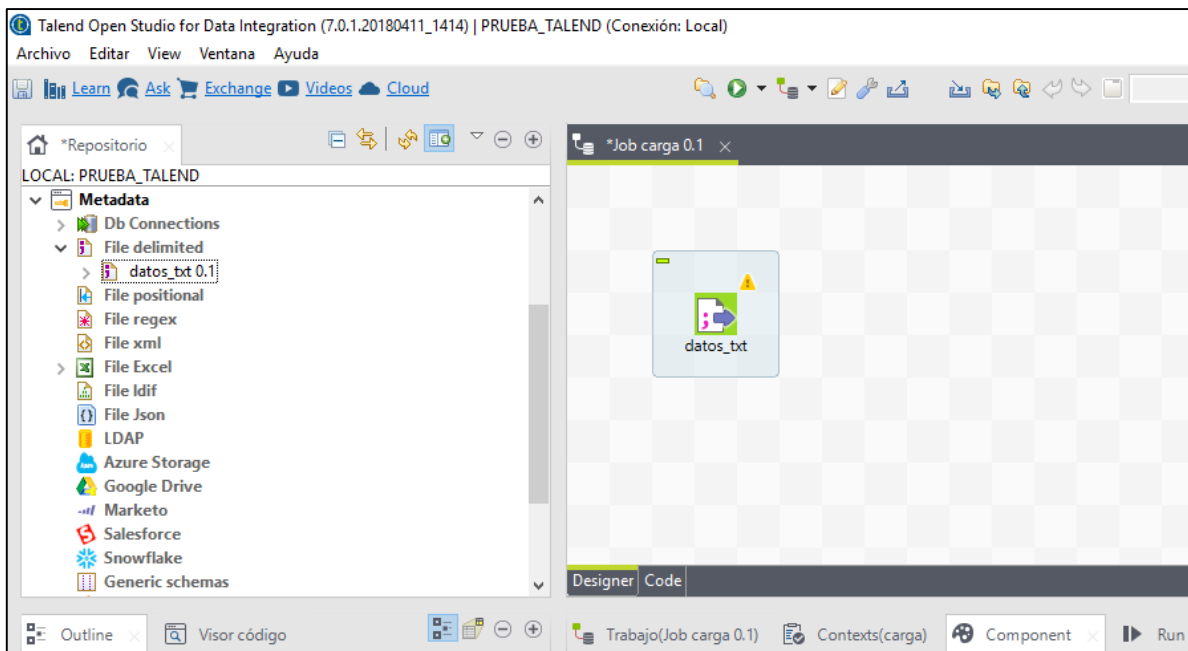 Talend Open Studio for Data Integration (7.0.1.20180411_1414) | PRUEBA_TALEND (Conexión: Local)
Archivo Editar View Ventana Ayuda
Learn Ask Exchange Videos Cloud
*Repositorio
LOCAL: PRUEBA_TALEND
Metadata
Db Connections
File delimited
datos_txt 0.1
File positional
File regex
File xml
File Excel
File ldif
File Json
LDAP
Azure Storage
Google Drive
Marketo
Salesforce
Snowflake
Generic schemas
Outline Visor código
*Job carga 0.1
datos_txt
Designer Code
Trabajo(Job carga 0.1) Contexts(carga) Component Run